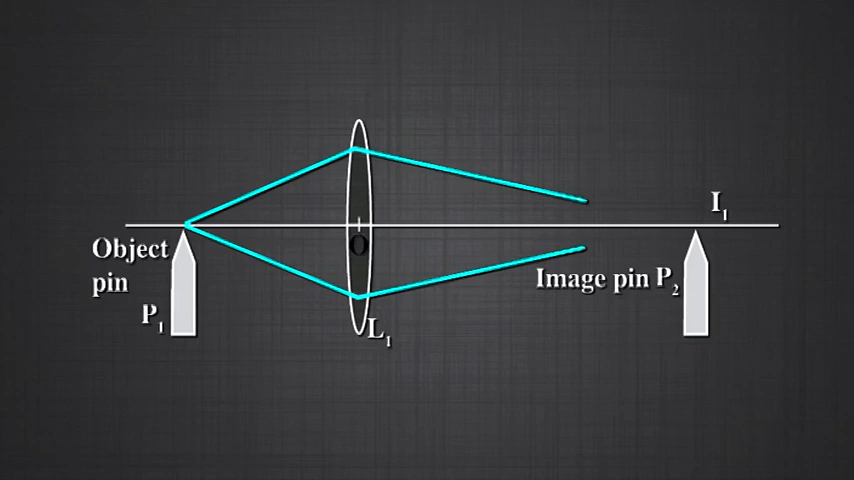 I₁
O
Object
pin
Image pin P₂
P₁
L₁